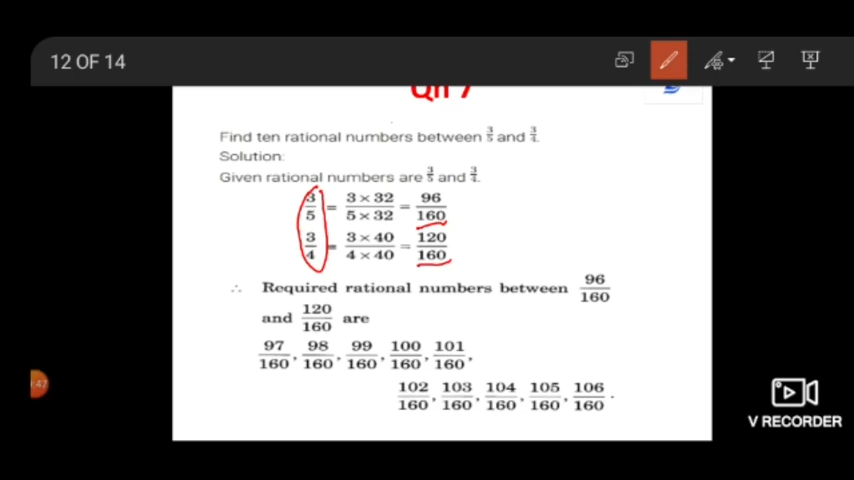 12 OF 14
Qn 7
Find ten rational numbers between 3/5 and 3/4.
Solution:
Given rational numbers are 3/5 and 3/4.
3/5 = 3 × 32 / 5 × 32 = 96/160
3/4 = 3 × 40 / 4 × 40 = 120/160
∴ Required rational numbers between 96/160
and 120/160 are
97/160, 98/160, 99/160, 100/160, 101/160,
102/160, 103/160, 104/160, 105/160, 106/160.
:47
V RECORDER